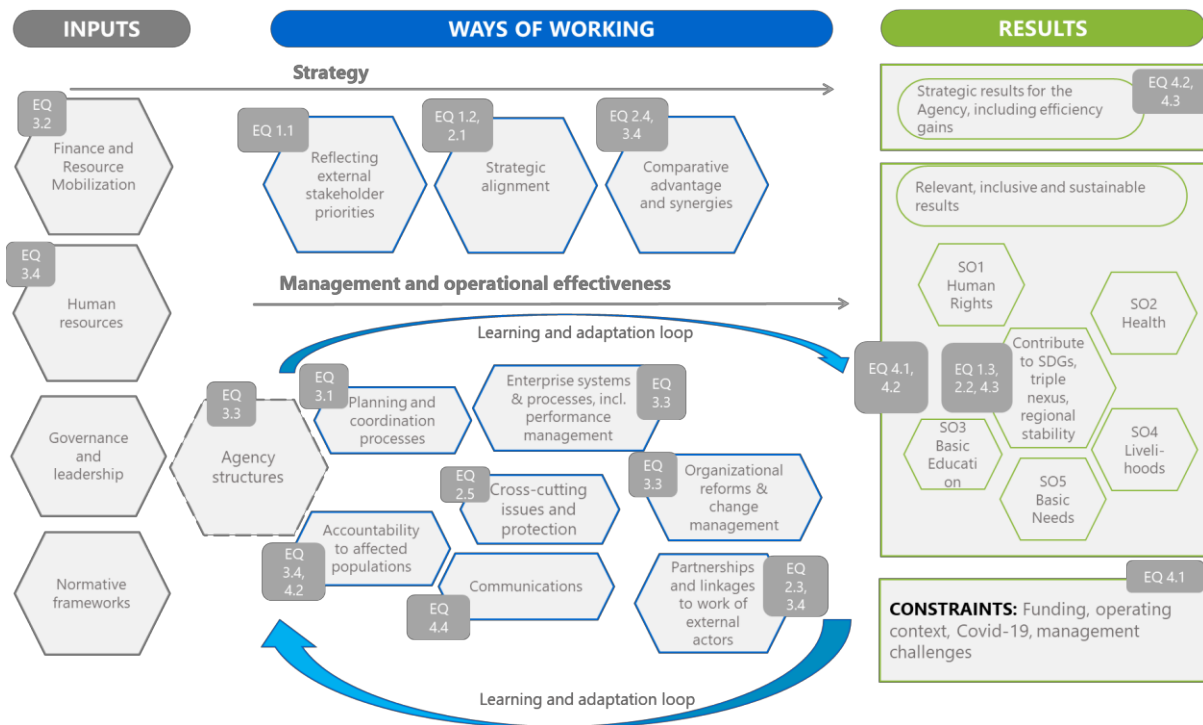 INPUTS
WAYS OF WORKING
RESULTS
Strategy
EQ
3.2
Finance and
Resource
Mobilization
EQ 1.1
Reflecting
external
stakeholder
priorities
EQ 1.2,
2.1
Strategic
alignment
EQ 2.4,
3.4
Comparative
advantage
and synergies
EQ 4.2,
4.3
Strategic results for the
Agency, including efficiency
gains
Relevant, inclusive and sustainable
results
EQ
3.4
Human
resources
Management and operational effectiveness
Learning and adaptation loop
SO1
Human
Rights
SO2
Health
EQ 4.1,
4.2
EQ 1.3,
2.2, 4.3
Contribute
to SDGs,
triple
nexus,
regional
stability
SO3
Basic
Educati
on
SO4
Liveli-
hoods
SO5
Basic
Needs
Governance
and
leadership
EQ
3.3
Agency
structures
EQ
3.1
Planning and
coordination
processes
Enterprise systems
& processes, incl.
performance
management
EQ
3.3
EQ
2.5
Cross-cutting
issues and
protection
EQ
3.3
Organizational
reforms &
change
management
Accountability
to affected
populations
EQ
3.4,
4.2
Communications
EQ
4.4
Partnerships
and linkages
to work of
external
actors
EQ
2.3,
3.4
Normative
frameworks
EQ 4.1
CONSTRAINTS: Funding, operating
context, Covid-19, management
challenges
Learning and adaptation loop